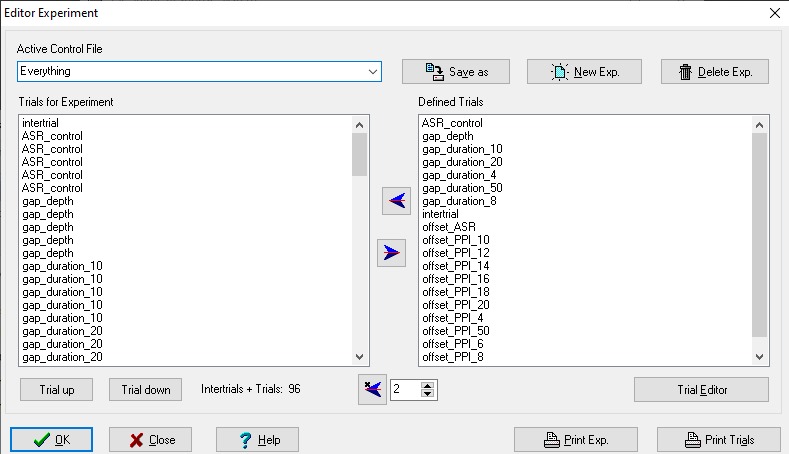 Editor Experiment
Active Control File
Everything
Save as
New Exp.
Delete Exp.
Trials for Experiment
intertrial
ASR_control
ASR_control
ASR_control
ASR_control
ASR_control
gap_depth
gap_depth
gap_depth
gap_depth
gap_depth
gap_duration_10
gap_duration_10
gap_duration_10
gap_duration_10
gap_duration_10
gap_duration_20
gap_duration_20
gap_duration_20
Defined Trials
ASR_control
gap_depth
gap_duration_10
gap_duration_20
gap_duration_4
gap_duration_50
gap_duration_8
intertrial
offset_ASR
offset_PPI_10
offset_PPI_12
offset_PPI_14
offset_PPI_16
offset_PPI_18
offset_PPI_20
offset_PPI_4
offset_PPI_50
offset_PPI_6
offset_PPI_8
Trial up
Trial down
Intertrials + Trials: 96
2
Trial Editor
OK
Close
Help
Print Exp.
Print Trials